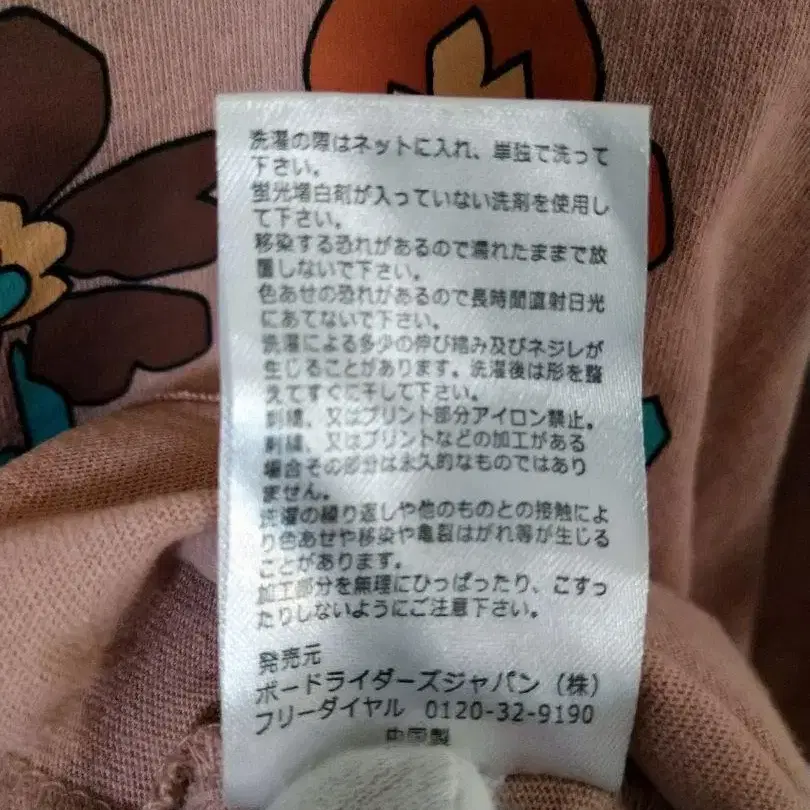 洗濯の際はネットに入れ、単独で洗って
下さい。
蛍光増白剤が入っていない洗剤を使用し
て下さい。
移染する恐れがあるので濡れたままで放
置しないで下さい。
色あせの恐れがあるので長時間直射日光
にあてないで下さい。
洗濯による多少の伸び縮み及びネジレが
生じることがあります。洗濯後は形を整
えてすぐに干して下さい。
刺繍、又はプリント部分アイロン禁止。
刺繍、又はプリントなどの加工がある
場合その部分は永久的なものではあり
ません。
洗濯の繰り返しや他のものとの接触によ
り色あせや移染や亀裂はがれ等が生じる
ことがあります。
加工部分を無理にひっぱったり、こすっ
たりしないようにご注意下さい。
発売元
ボードライダーズジャパン（株）
フリーダイヤル 0120-32-9190
中国製